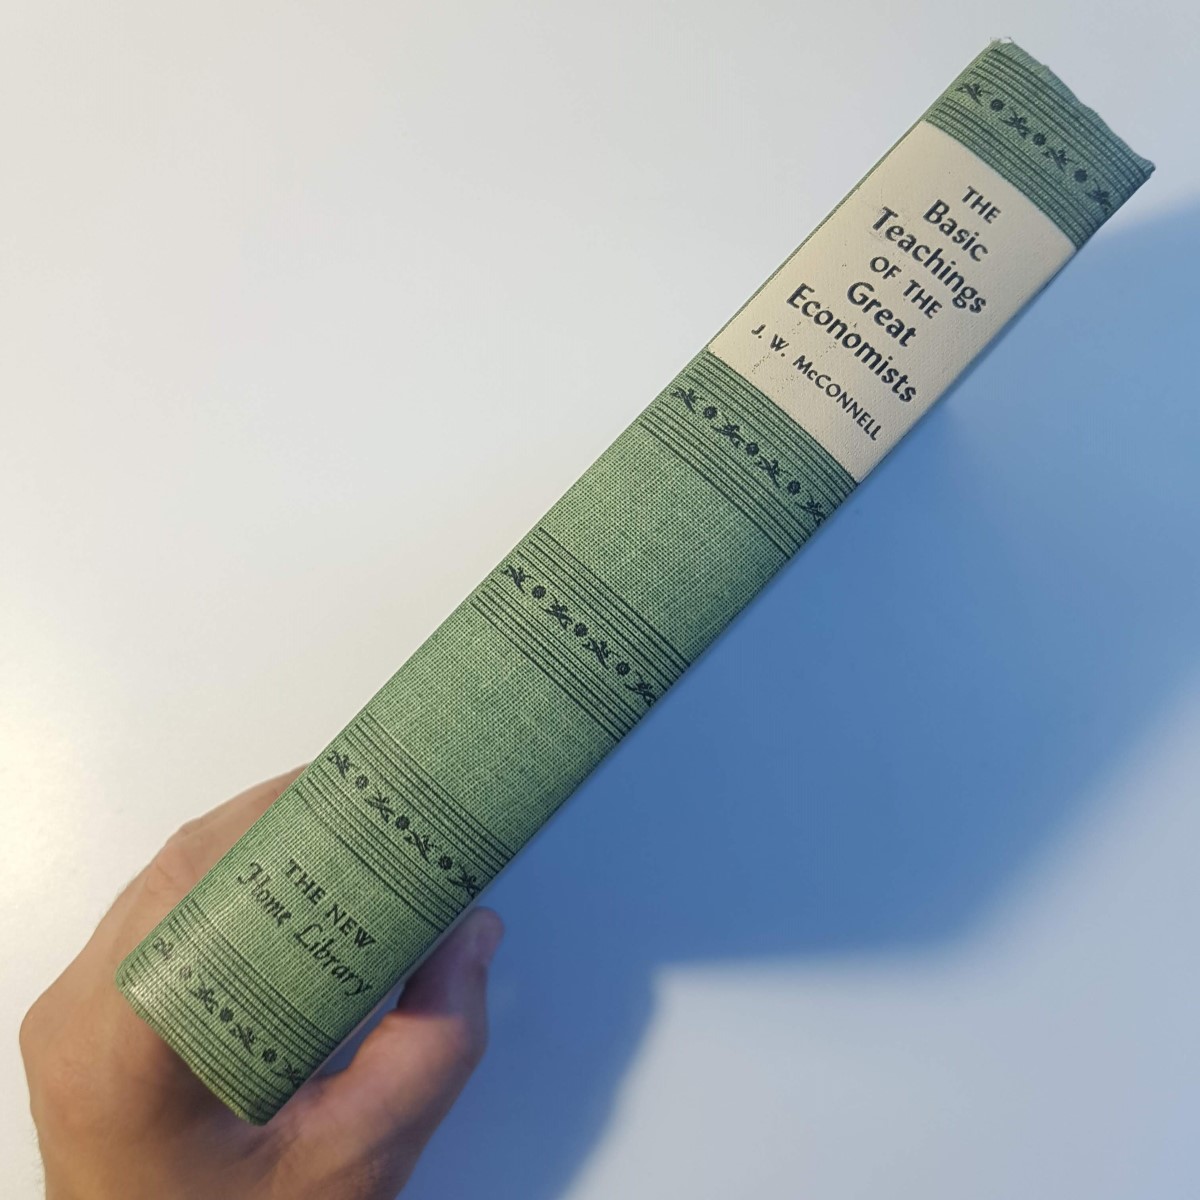 THE
Basic
Teachings
OF THE
Great
Economists
J. W. McCONNELL
THE NEW
Home Library